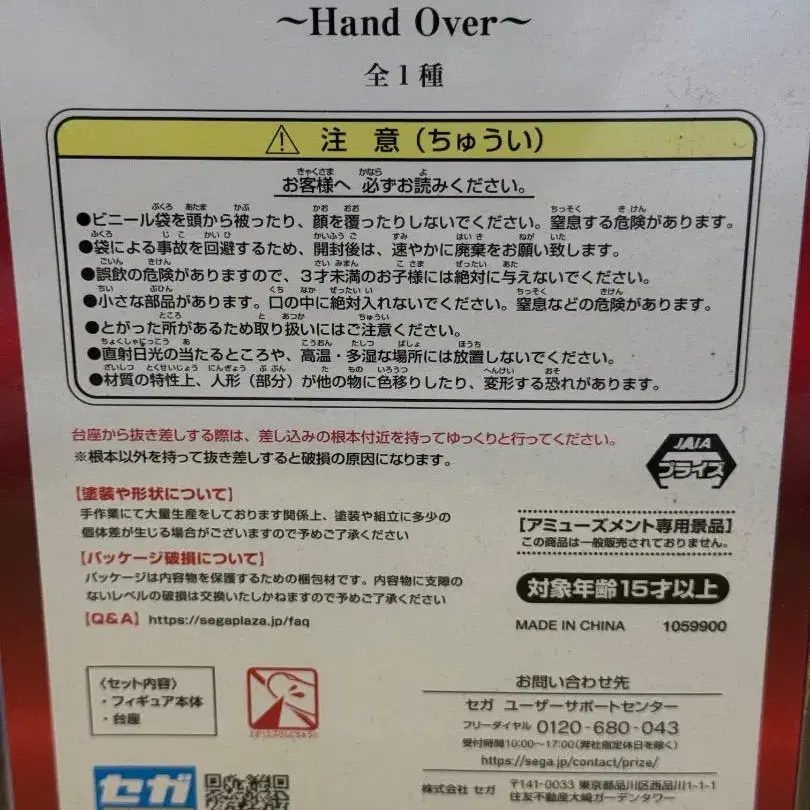 ～Hand Over～
全1種
注 意（ちゅうい）
お客様へ 必ずお読みください。
●ビニール袋を頭から被ったり、顔を覆ったりしないでください。窒息する危険があります。
●袋による事故を回避するため、開封後は、速やかに廃棄をお願い致します。
●誤飲の危険がありますので、3才未満のお子様には絶対に与えないでください。
●小さな部品があります。口の中に絶対入れないでください。窒息などの危険があります。
●とがった所があるため取り扱いにはご注意ください。
●直射日光の当たるところや、高温・多湿な場所には放置しないでください。
●材質の特性上、人形（部分）が他の物に色移りしたり、変形する恐れがあります。
台座から抜き差しする際は、差し込みの根本付近を持ってゆっくりと行ってください。
※根本以外を持って抜き差しすると破損の原因になります。
JAIA
プライズ
【塗装や形状について】
手作業にて大量生産をしております関係上、塗装や組立に多少の
個体差が生じる場合がございますので予めご了承ください
【パッケージ破損について】
パッケージは内容物を保護するための梱包材です。内容物に支障の
ないレベルの破損は交換いたしかねますので予めご了承ください
【Q&A】https://segaplaza.jp/faq
【アミューズメント専用景品】
この商品は一般販売されておりません。
対象年齢15才以上
MADE IN CHINA 1059900
〈セット内容〉
・フィギュア本体
・台座
お問い合わせ先
セガ ユーザーサポートセンター
フリーダイヤル 0120-680-043
受付時間10:00～17:00（弊社指定休日を除く）
https://sega.jp/contact/prize/
株式会社 セガ 〒141-0033 東京都品川区西品川1-1-1
住友不動産大崎ガーデンタワー
セガ